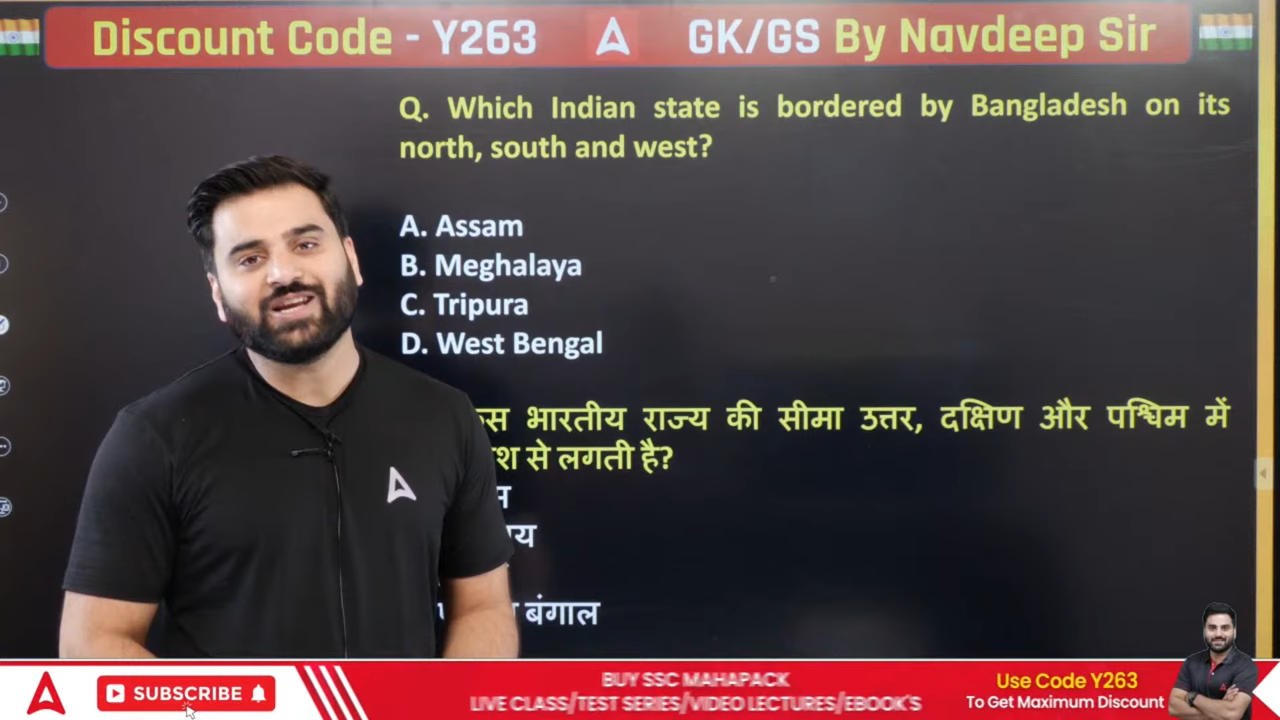 Discount Code - Y263 GK/GS By Navdeep Sir
Q. Which Indian state is bordered by Bangladesh on its
north, south and west?
A. Assam
B. Meghalaya
C. Tripura
D. West Bengal
भारतीय राज्य की सीमा उत्तर, दक्षिण और पश्चिम में
से लगती है?
बंगाल
SUBSCRIBE
BUY SSC MAHAPACK
LIVE CLASS/TEST SERIES/VIDEO LECTURES/EBOOK'S
Use Code Y263
To Get Maximum Discount